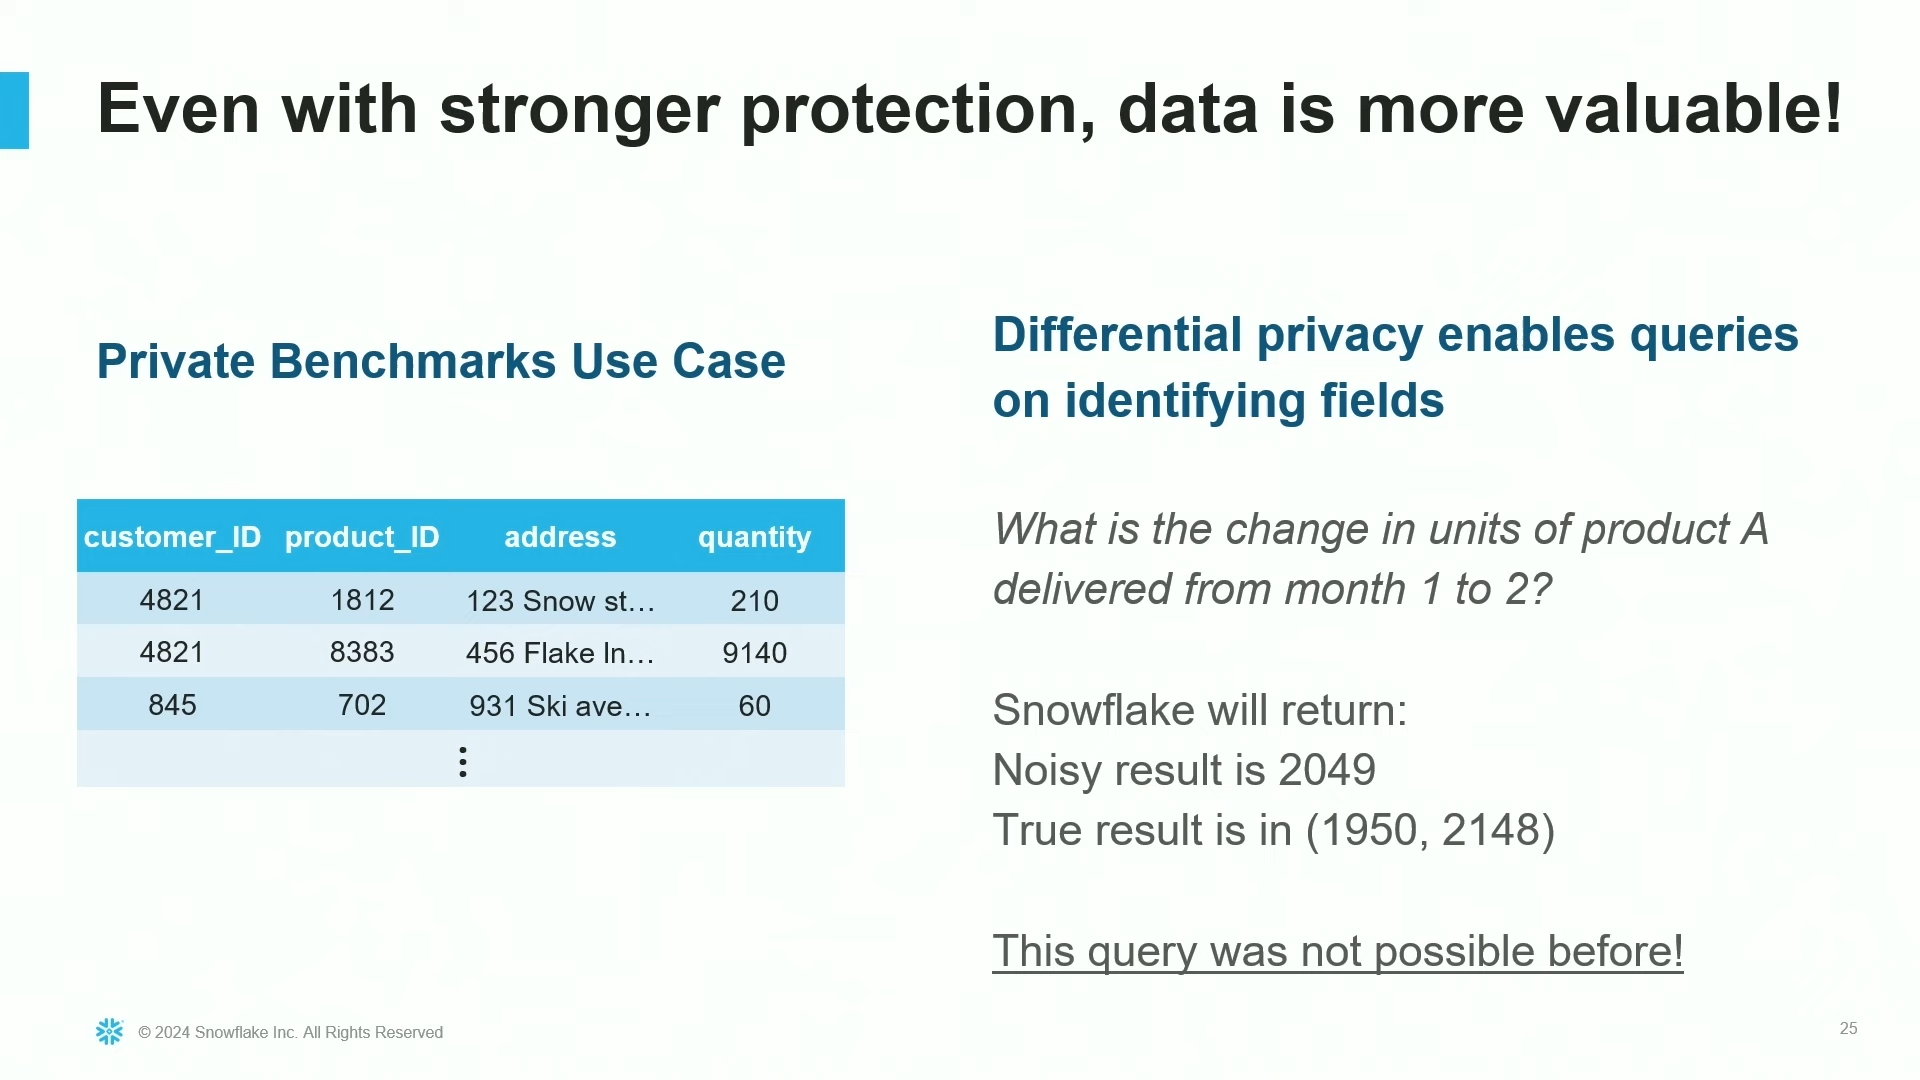 Even with stronger protection, data is more valuable!
Private Benchmarks Use Case
customer_ID product_ID address quantity
4821 1812 123 Snow st… 210
4821 8383 456 Flake ln… 9140
845 702 931 Ski ave… 60
⋮
Differential privacy enables queries
on identifying fields
What is the change in units of product A
delivered from month 1 to 2?
Snowflake will return:
Noisy result is 2049
True result is in (1950, 2148)
This query was not possible before!
© 2024 Snowflake Inc. All Rights Reserved
25